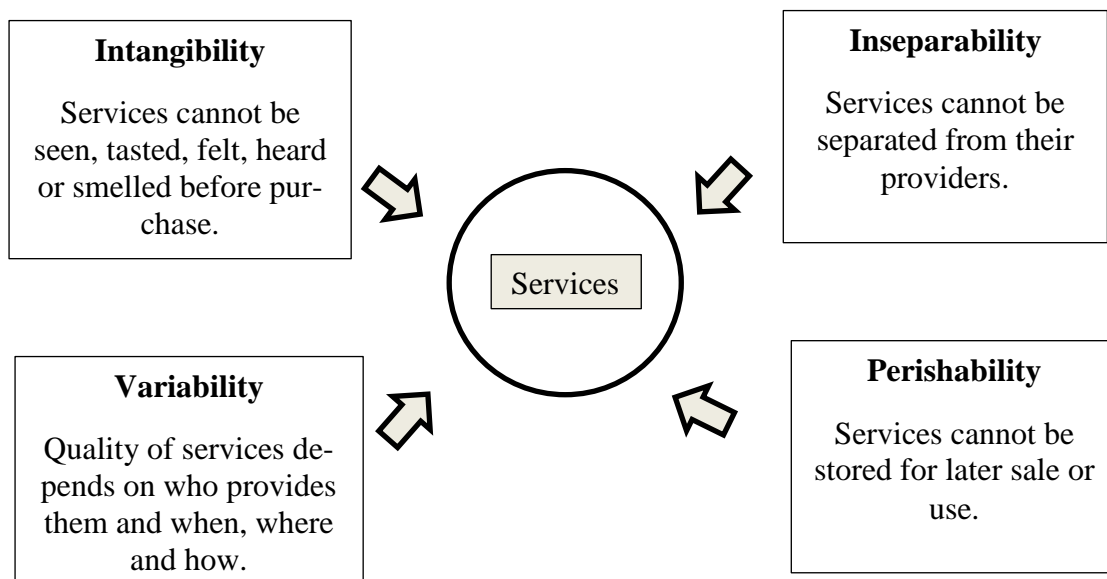 Intangibility
Services cannot be
seen, tasted, felt, heard
or smelled before pur-
chase.
Inseparability
Services cannot be
separated from their
providers.
Services
Variability
Quality of services de-
pends on who provides
them and when, where
and how.
Perishability
Services cannot be
stored for later sale or
use.